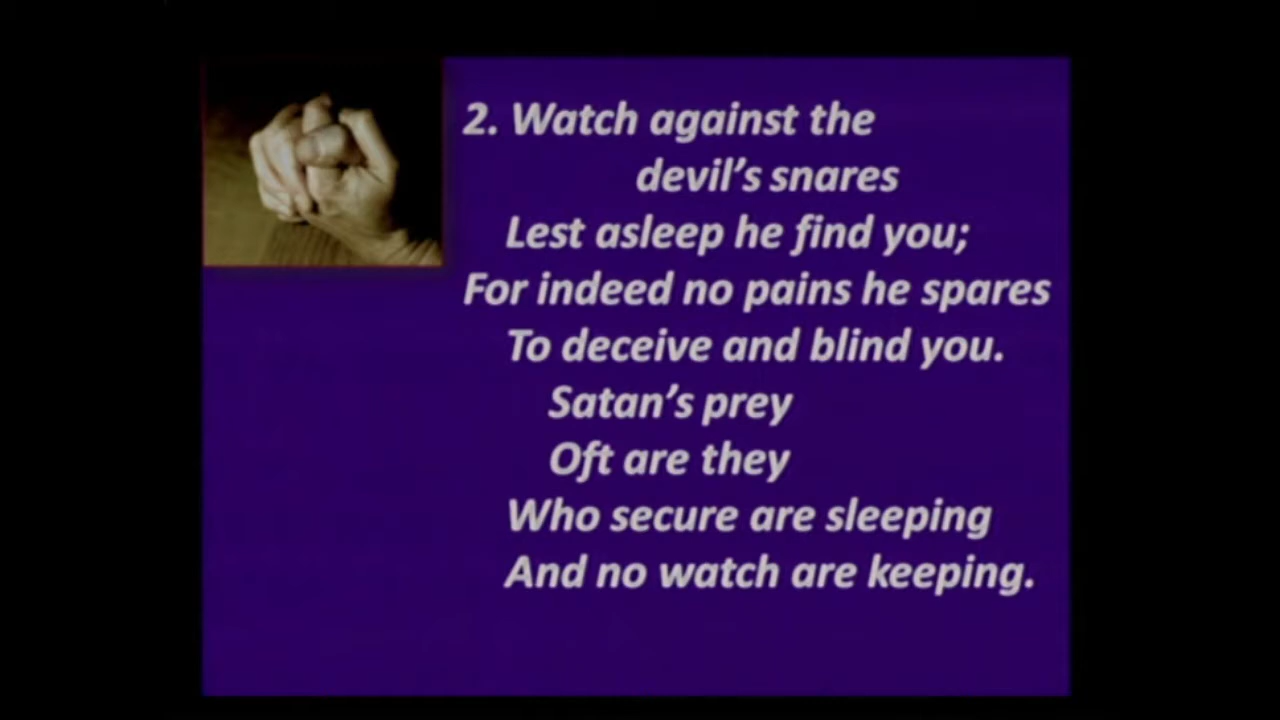 2. Watch against the
devil's snares
Lest asleep he find you;
For indeed no pains he spares
To deceive and blind you.
Satan's prey
Oft are they
Who secure are sleeping
And no watch are keeping.